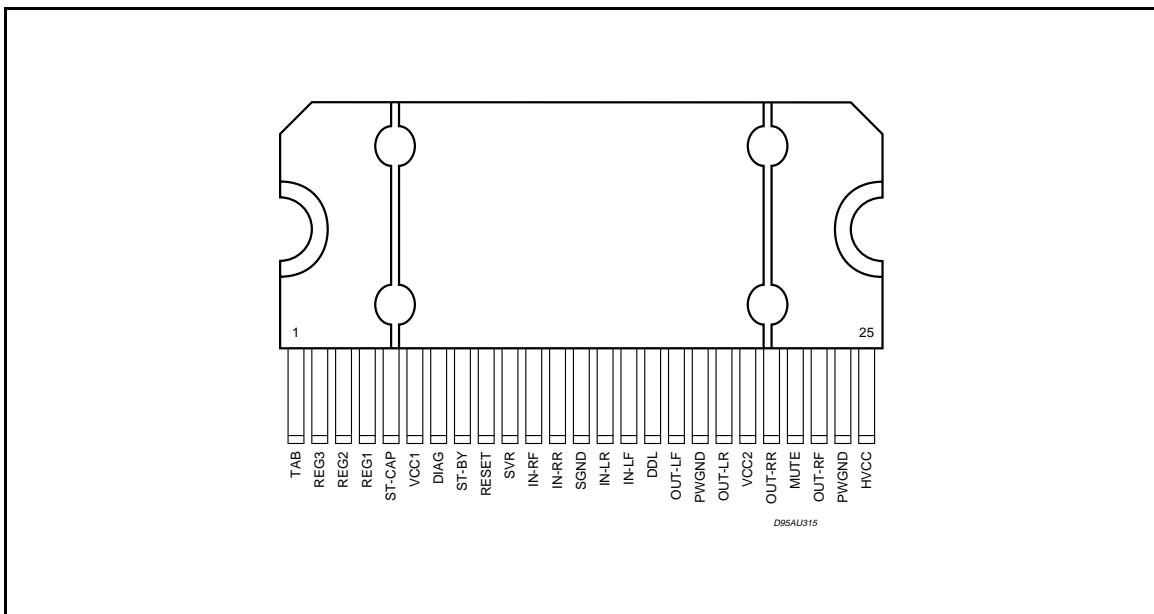 1
25
TAB
REG3
REG2
REG1
ST-CAP
VCC1
DIAG
ST-BY
RESET
SVR
IN-RF
IN-RR
SGND
IN-LR
IN-LF
DDL
OUT-LF
PWGND
OUT-LR
VCC2
OUT-RR
MUTE
OUT-RF
PWGND
HVCC
D95AU315